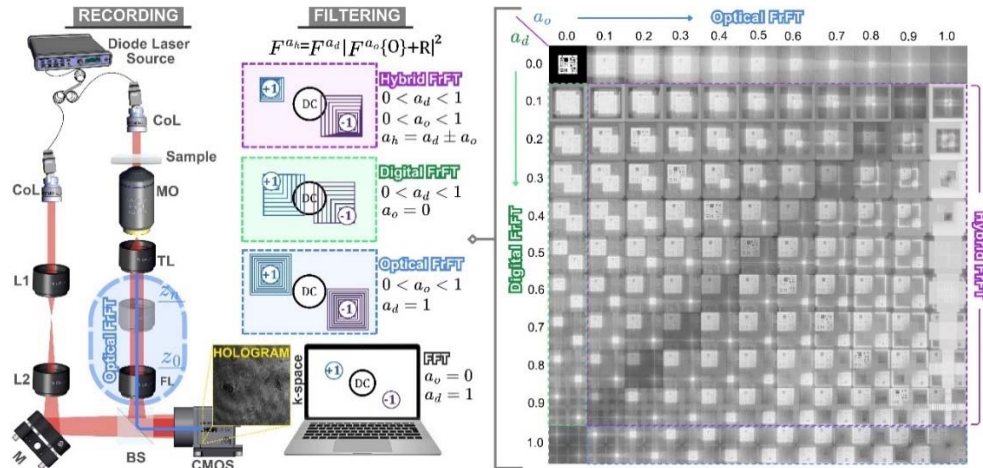 RECORDING
Diode Laser
Source
CoL
Sample
CoL
MO
TL
L1
Optical FrFT
z₀
L2
FL
HOLOGRAM
M
BS
CMOS
FILTERING
F^{a_h}=F^{a_d}|F^{a_o}{O}+R|²
+1
DC
-1
Hybrid FrFT
0 < a_d < 1
0 < a_o < 1
a_h = a_d ± a_o
+1
DC
-1
Digital FrFT
0 < a_d < 1
a_o = 0
+1
DC
-1
Optical FrFT
0 < a_o < 1
a_d = 1
k-space
+1
DC
-1
FFT
a_o = 0
a_d = 1
a_o
Optical FrFT
a_d
0.0 0.1 0.2 0.3 0.4 0.5 0.6 0.7 0.8 0.9 1.0
0.0
0.1
0.2
0.3
0.4
0.5
0.6
0.7
0.8
0.9
1.0
Digital FrFT
Hybrid FrFT